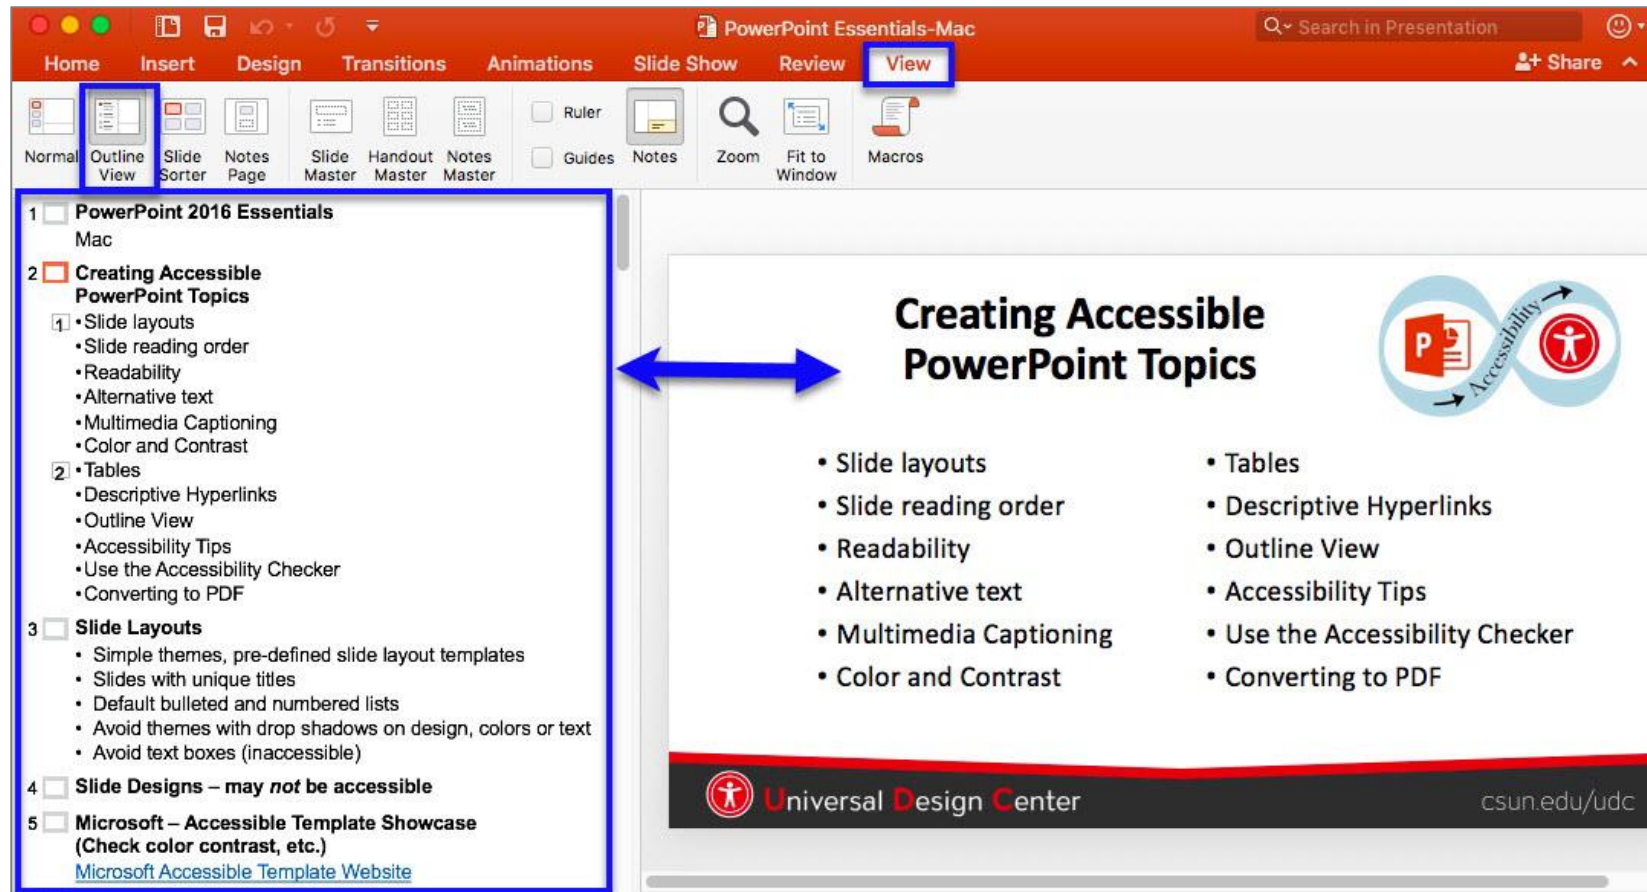 PowerPoint Essentials-Mac
Search in Presentation
Home Insert Design Transitions Animations Slide Show Review View
Share
Normal
Outline View
Slide Sorter
Notes Page
Slide Master
Handout Master
Notes Master
Ruler
Guides
Notes
Zoom
Fit to Window
Macros
1 PowerPoint 2016 Essentials
Mac
2 Creating Accessible
PowerPoint Topics
1 •Slide layouts
•Slide reading order
•Readability
•Alternative text
•Multimedia Captioning
•Color and Contrast
2 •Tables
•Descriptive Hyperlinks
•Outline View
•Accessibility Tips
•Use the Accessibility Checker
•Converting to PDF
3 Slide Layouts
• Simple themes, pre-defined slide layout templates
• Slides with unique titles
• Default bulleted and numbered lists
• Avoid themes with drop shadows on design, colors or text
• Avoid text boxes (inaccessible)
4 Slide Designs – may not be accessible
5 Microsoft – Accessible Template Showcase
(Check color contrast, etc.)
Microsoft Accessible Template Website
Creating Accessible
PowerPoint Topics
P
Accessibility
• Slide layouts
• Slide reading order
• Readability
• Alternative text
• Multimedia Captioning
• Color and Contrast
• Tables
• Descriptive Hyperlinks
• Outline View
• Accessibility Tips
• Use the Accessibility Checker
• Converting to PDF
Universal Design Center
csun.edu/udc